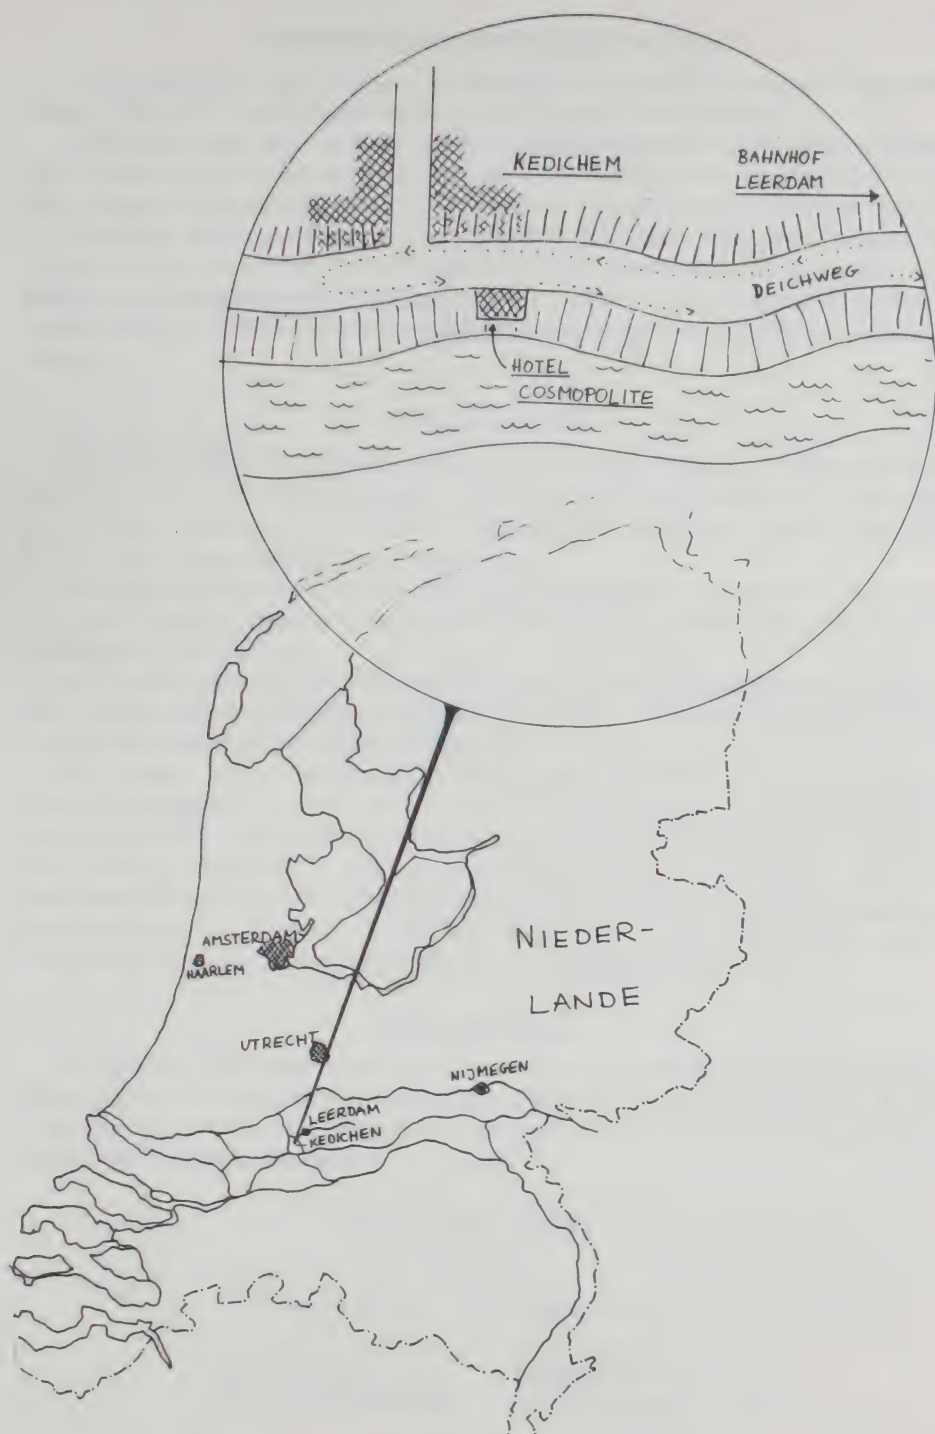 KEDICHEM
BAHNHOF
LEERDAM
DEICHWEG
HOTEL
COSMOPOLITE
AMSTERDAM
HAARLEM
NIEDER-
LANDE
UTRECHT
NIJMEGEN
LEERDAM
KEDICHEN